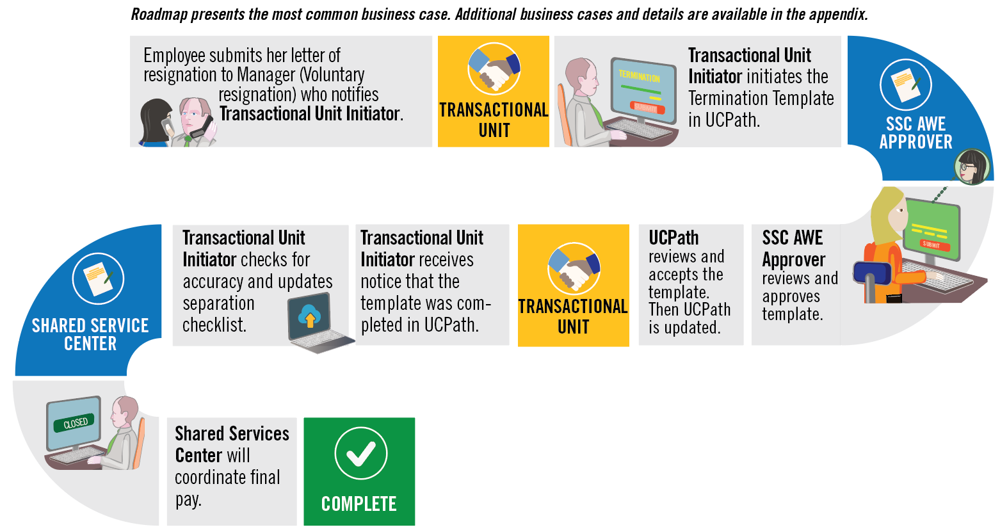 Roadmap presents the most common business case. Additional business cases and details are available in the appendix.
Employee submits her letter of
resignation to Manager (Voluntary
resignation) who notifies
Transactional Unit Initiator.
TRANSACTIONAL
UNIT
TERMINATION
SUBMIT
Transactional Unit
Initiator initiates the
Termination Template
in UCPath.
SSC AWE
APPROVER
SUBMIT
SSC AWE
Approver
reviews and
approves
template.
UCPath
reviews and
accepts the
template.
Then UCPath
is updated.
TRANSACTIONAL
UNIT
Transactional Unit
Initiator receives
notice that the
template was com-
pleted in UCPath.
Transactional Unit
Initiator checks for
accuracy and updates
separation
checklist.
SHARED SERVICE
CENTER
CLOSED
Shared Services
Center will
coordinate final
pay.
COMPLETE